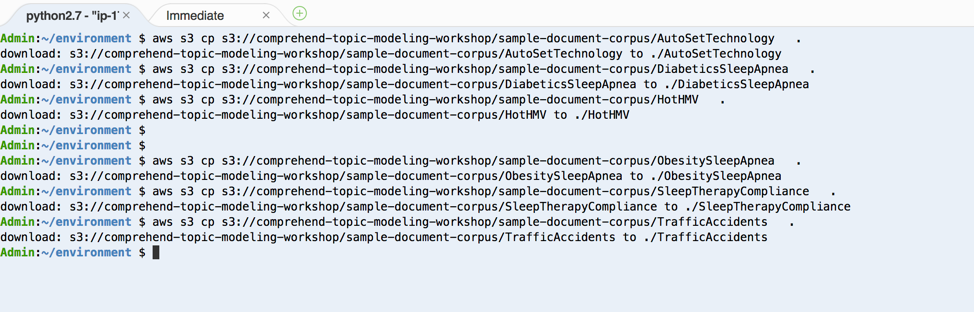 python2.7 - "ip-1 × Immediate ×
Admin:~/environment $ aws s3 cp s3://comprehend-topic-modeling-workshop/sample-document-corpus/AutoSetTechnology .
download: s3://comprehend-topic-modeling-workshop/sample-document-corpus/AutoSetTechnology to ./AutoSetTechnology
Admin:~/environment $ aws s3 cp s3://comprehend-topic-modeling-workshop/sample-document-corpus/DiabeticsSleepApnea .
download: s3://comprehend-topic-modeling-workshop/sample-document-corpus/DiabeticsSleepApnea to ./DiabeticsSleepApnea
Admin:~/environment $ aws s3 cp s3://comprehend-topic-modeling-workshop/sample-document-corpus/HotHMV .
download: s3://comprehend-topic-modeling-workshop/sample-document-corpus/HotHMV to ./HotHMV
Admin:~/environment $
Admin:~/environment $
Admin:~/environment $ aws s3 cp s3://comprehend-topic-modeling-workshop/sample-document-corpus/ObesitySleepApnea .
download: s3://comprehend-topic-modeling-workshop/sample-document-corpus/ObesitySleepApnea to ./ObesitySleepApnea
Admin:~/environment $ aws s3 cp s3://comprehend-topic-modeling-workshop/sample-document-corpus/SleepTherapyCompliance .
download: s3://comprehend-topic-modeling-workshop/sample-document-corpus/SleepTherapyCompliance to ./SleepTherapyCompliance
Admin:~/environment $ aws s3 cp s3://comprehend-topic-modeling-workshop/sample-document-corpus/TrafficAccidents .
download: s3://comprehend-topic-modeling-workshop/sample-document-corpus/TrafficAccidents to ./TrafficAccidents
Admin:~/environment $